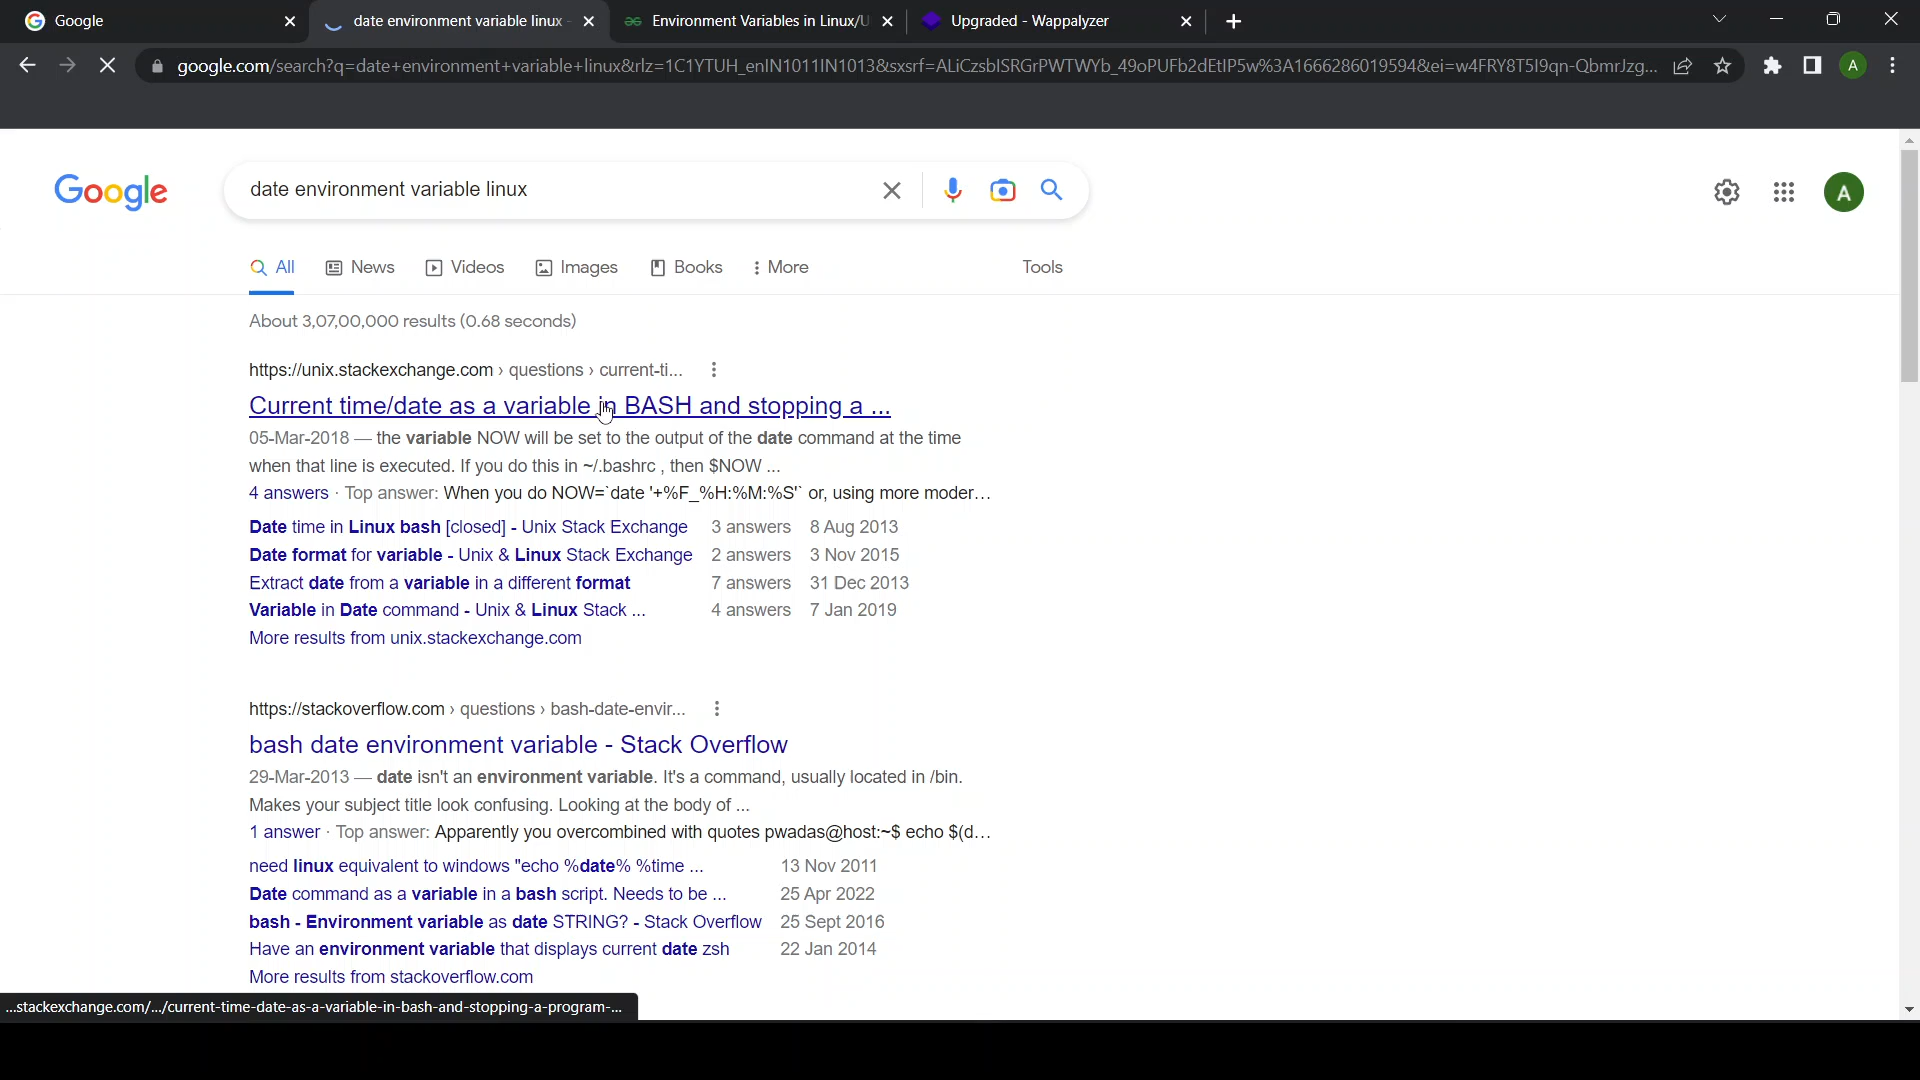 Google
date environment variable linux
Environment Variables in Linux/U
Upgraded - Wappalyzer
google.com/search?q=date+environment+variable+linux&rlz=1C1YTUH_enIN1011IN1013&sxsrf=ALiCzsblSRGrPWTWYb_49oPUFb2dEtIP5w%3A1666286019594&ei=w4FRY8T5I9qn-QbmrJzg...
A
Google
date environment variable linux
A
All
News
Videos
Images
Books
More
Tools
About 3,07,00,000 results (0.68 seconds)
https://unix.stackexchange.com › questions › current-ti...
Current time/date as a variable in BASH and stopping a ...
05-Mar-2018 — the variable NOW will be set to the output of the date command at the time
when that line is executed. If you do this in ~/.bashrc , then $NOW ...
4 answers · Top answer: When you do NOW=`date '+%F_%H:%M:%S'` or, using more moder...
Date time in Linux bash [closed] - Unix Stack Exchange 3 answers 8 Aug 2013
Date format for variable - Unix & Linux Stack Exchange 2 answers 3 Nov 2015
Extract date from a variable in a different format 7 answers 31 Dec 2013
Variable in Date command - Unix & Linux Stack ... 4 answers 7 Jan 2019
More results from unix.stackexchange.com
https://stackoverflow.com › questions › bash-date-envir...
bash date environment variable - Stack Overflow
29-Mar-2013 — date isn't an environment variable. It's a command, usually located in /bin.
Makes your subject title look confusing. Looking at the body of ...
1 answer · Top answer: Apparently you overcombined with quotes pwadas@host:~$ echo $(d...
need linux equivalent to windows "echo %date% %time ... 13 Nov 2011
Date command as a variable in a bash script. Needs to be ... 25 Apr 2022
bash - Environment variable as date STRING? - Stack Overflow 25 Sept 2016
Have an environment variable that displays current date zsh 22 Jan 2014
More results from stackoverflow.com
...stackexchange.com/.../current-time-date-as-a-variable-in-bash-and-stopping-a-program-...